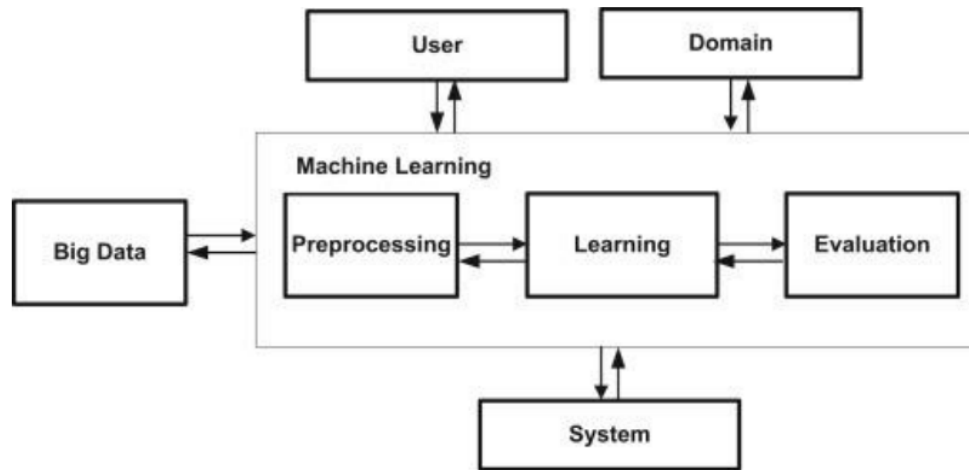 User
Domain
Machine Learning
Big Data
Preprocessing
Learning
Evaluation
System